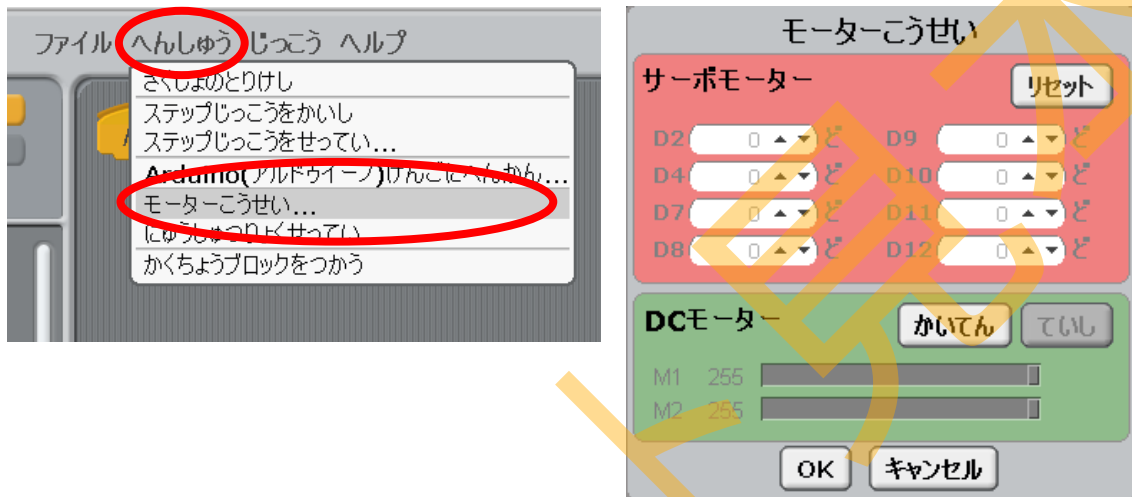 ファイル へんしゅう じっこう ヘルプ
さくじょのとりけし
ステップじっこうをかいし
ステップじっこうをせってい...
Arduino(アルドゥイーノ)げんごにへんかん...
モーターこうせい...
にゅうしゅつりょくせってい...
かくちょうブロックをつかう
モーターこうせい
サーボモーター リセット
D2 0 ど D9 0 ど
D4 0 ど D10 0 ど
D7 0 ど D11 0 ど
D8 0 ど D12 0 ど
DCモーター かいてん ていし
M1 255
M2 255
OK キャンセル